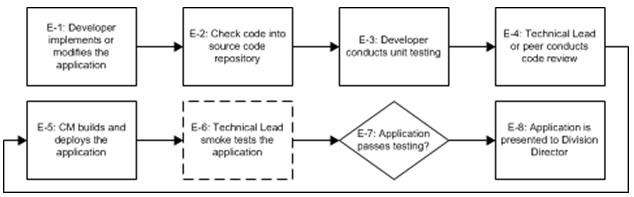 E-1: Developer
implements or
modifies the
application
E-2: Check code into
source code
repository
E-3: Developer
conducts unit testing
E-4: Technical Lead
or peer conducts
code review
E-5: CM builds and
deploys the
application
E-6: Technical Lead
smoke tests the
application
E-7: Application
passes testing?
E-8: Application is
presented to Division
Director